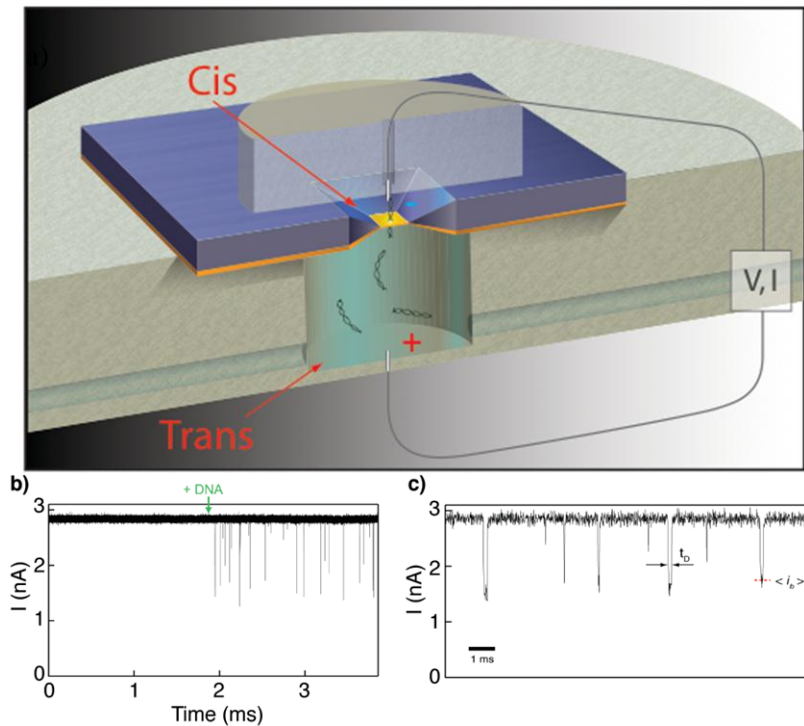 a)
Cis
V, I
+
Trans
b)
+ DNA
I (nA)
3
2
1
0
0
1
2
3
Time (ms)
c)
I (nA)
3
2
1
0
t_D
< i_b >
1 ms